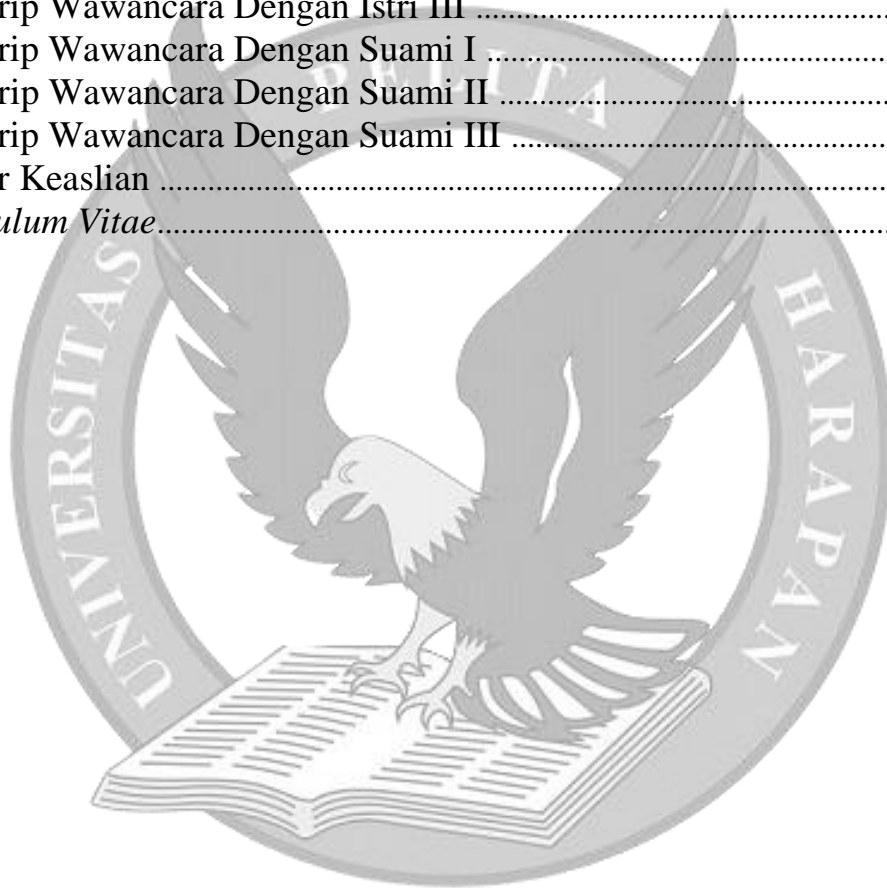 rip Wawancara Dengan Istri III ....................................................
rip Wawancara Dengan Suami I ....................................................
rip Wawancara Dengan Suami II ...................................................
rip Wawancara Dengan Suami III ..................................................
r Keaslian ..............................................................................
ulum Vitae..............................................................................
UNIVERSITAS PELITA HARAPAN